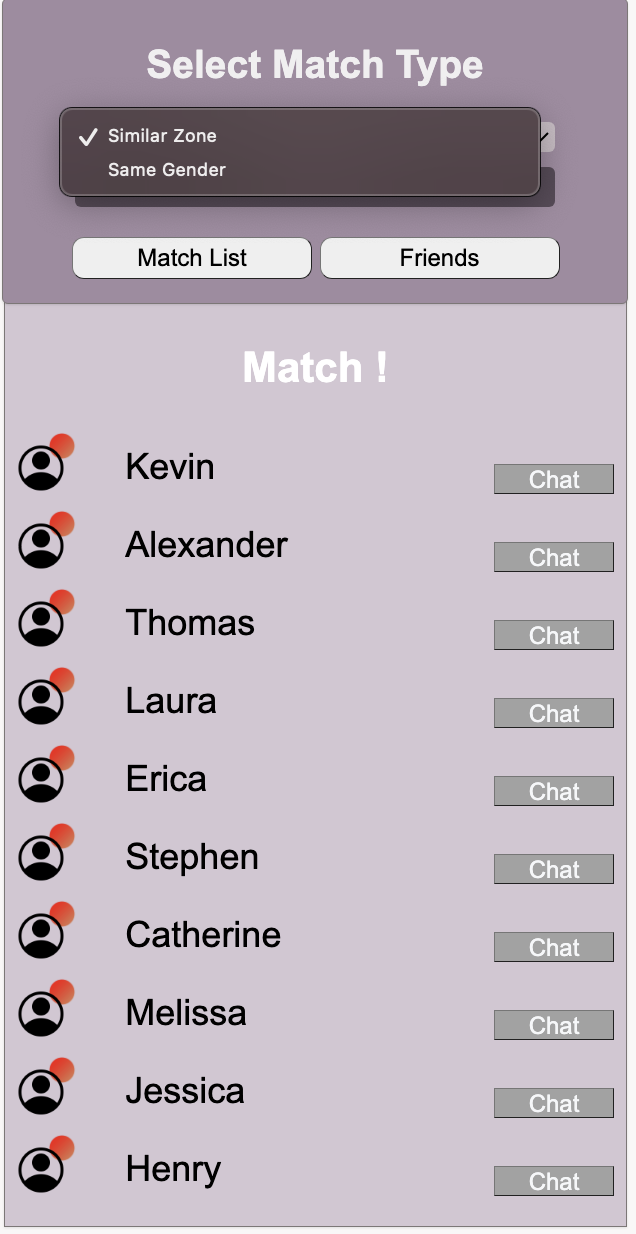 Select Match Type
Similar Zone
Same Gender
Match List Friends
Match !
Kevin Chat
Alexander Chat
Thomas Chat
Laura Chat
Erica Chat
Stephen Chat
Catherine Chat
Melissa Chat
Jessica Chat
Henry Chat